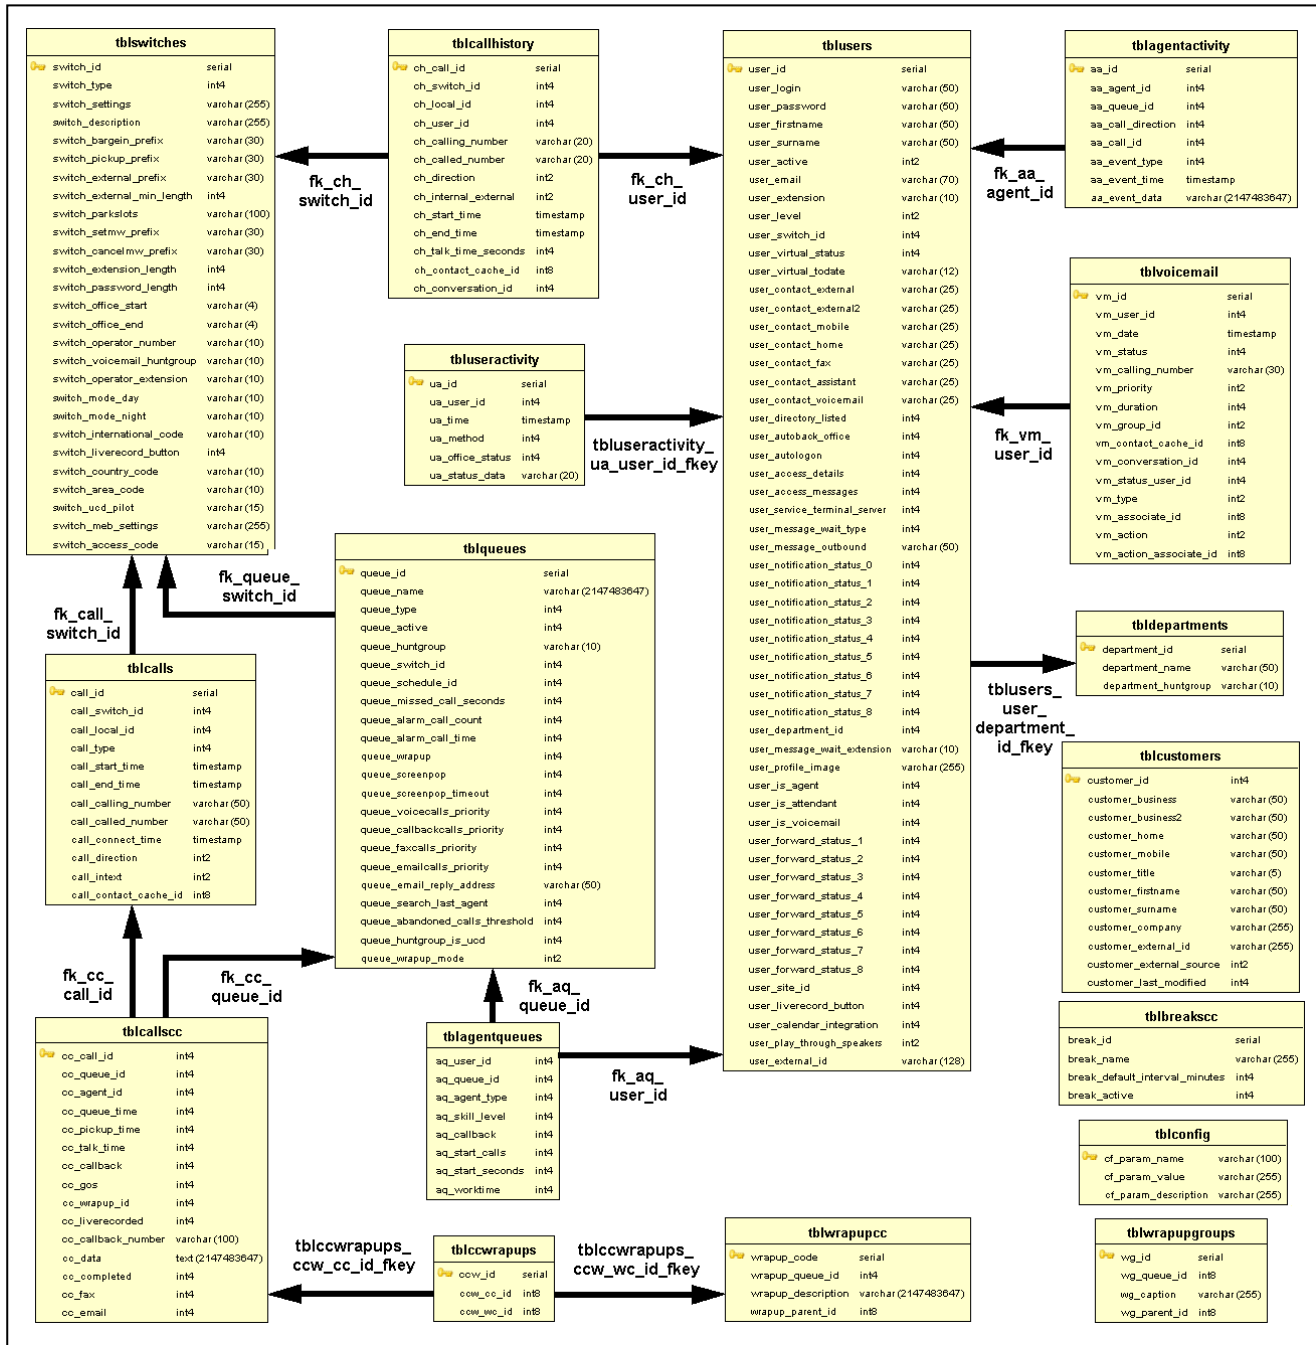 tblswitches
switch_id serial
switch_type int4
switch_settings varchar(255)
switch_description varchar(255)
switch_bargein_prefix varchar(30)
switch_pickup_prefix varchar(30)
switch_external_prefix varchar(30)
switch_external_min_length int4
switch_parkslots varchar(100)
switch_setmw_prefix varchar(30)
switch_cancelmw_prefix varchar(30)
switch_extension_length int4
switch_password_length int4
switch_office_start varchar(4)
switch_office_end varchar(4)
switch_operator_number varchar(10)
switch_voicemail_huntgroup varchar(10)
switch_operator_extension varchar(10)
switch_mode_day varchar(10)
switch_mode_night varchar(10)
switch_international_code varchar(10)
switch_liverecord_button int4
switch_country_code varchar(10)
switch_area_code varchar(10)
switch_ucd_pilot varchar(15)
switch_meb_settings varchar(255)
switch_access_code varchar(15)
tblcallhistory
ch_call_id serial
ch_switch_id int4
ch_local_id int4
ch_user_id int4
ch_calling_number varchar(20)
ch_called_number varchar(20)
ch_direction int2
ch_internal_external int2
ch_start_time timestamp
ch_end_time timestamp
ch_talk_time_seconds int4
ch_contact_cache_id int8
ch_conversation_id int4
fk_ch_
switch_id
fk_ch_
user_id
tblusers
user_id serial
user_login varchar(50)
user_password varchar(50)
user_firstname varchar(50)
user_surname varchar(50)
user_active int2
user_email varchar(70)
user_extension varchar(10)
user_level int2
user_switch_id int4
user_virtual_status int4
user_virtual_todate varchar(12)
user_contact_external varchar(25)
user_contact_external2 varchar(25)
user_contact_mobile varchar(25)
user_contact_home varchar(25)
user_contact_fax varchar(25)
user_contact_assistant varchar(25)
user_contact_voicemail varchar(25)
user_directory_listed int4
user_autoback_office int4
user_autologon int4
user_access_details int4
user_access_messages int4
user_service_terminal_server int4
user_message_wait_type int4
user_message_outbound varchar(50)
user_notification_status_0 int4
user_notification_status_1 int4
user_notification_status_2 int4
user_notification_status_3 int4
user_notification_status_4 int4
user_notification_status_5 int4
user_notification_status_6 int4
user_notification_status_7 int4
user_notification_status_8 int4
user_department_id int4
user_message_wait_extension varchar(10)
user_profile_image varchar(255)
user_is_agent int4
user_is_attendant int4
user_is_voicemail int4
user_forward_status_1 int4
user_forward_status_2 int4
user_forward_status_3 int4
user_forward_status_4 int4
user_forward_status_5 int4
user_forward_status_6 int4
user_forward_status_7 int4
user_forward_status_8 int4
user_site_id int4
user_liverecord_button int4
user_calendar_integration int4
user_play_through_speakers int2
user_external_id varchar(128)
tblagentactivity
aa_id serial
aa_agent_id int4
aa_queue_id int4
aa_call_direction int4
aa_call_id int4
aa_event_type int4
aa_event_time timestamp
aa_event_data varchar(2147483647)
fk_aa_
agent_id
tblvoicemail
vm_id serial
vm_user_id int4
vm_date timestamp
vm_status int4
vm_calling_number varchar(30)
vm_priority int2
vm_duration int4
vm_group_id int2
vm_contact_cache_id int8
vm_conversation_id int4
vm_status_user_id int4
vm_type int2
vm_associate_id int8
vm_action int2
vm_action_associate_id int8
fk_vm_
user_id
tbluseractivity
ua_id serial
ua_user_id int4
ua_time timestamp
ua_method int4
ua_office_status int4
ua_status_data varchar(20)
tbluseractivity_
ua_user_id_fkey
tblqueues
queue_id serial
queue_name varchar(2147483647)
queue_type int4
queue_active int4
queue_huntgroup varchar(10)
queue_switch_id int4
queue_schedule_id int4
queue_missed_call_seconds int4
queue_alarm_call_count int4
queue_alarm_call_time int4
queue_wrapup int4
queue_screenpop int4
queue_screenpop_timeout int4
queue_voicecalls_priority int4
queue_callbackcalls_priority int4
queue_faxcalls_priority int4
queue_emailcalls_priority int4
queue_email_reply_address varchar(50)
queue_search_last_agent int4
queue_abandoned_calls_threshold int4
queue_huntgroup_is_ucd int4
queue_wrapup_mode int2
fk_queue_
switch_id
fk_call_
switch_id
tblcalls
call_id serial
call_switch_id int4
call_local_id int4
call_type int4
call_start_time timestamp
call_end_time timestamp
call_calling_number varchar(50)
call_called_number varchar(50)
call_connect_time timestamp
call_direction int2
call_intext int2
call_contact_cache_id int8
tbldepartments
department_id serial
department_name varchar(50)
department_huntgroup varchar(10)
tblusers_
user_
department_
id_fkey
tblcustomers
customer_id int4
customer_business varchar(50)
customer_business2 varchar(50)
customer_home varchar(50)
customer_mobile varchar(50)
customer_title varchar(5)
customer_firstname varchar(50)
customer_surname varchar(50)
customer_company varchar(255)
customer_external_id varchar(255)
customer_external_source int2
customer_last_modified int4
fk_cc_
call_id
fk_cc_
queue_id
fk_aq_
queue_id
tblcallscc
cc_call_id int4
cc_queue_id int4
cc_agent_id int4
cc_queue_time int4
cc_pickup_time int4
cc_talk_time int4
cc_callback int4
cc_gos int4
cc_wrapup_id int4
cc_liverecorded int4
cc_callback_number varchar(100)
cc_data text(2147483647)
cc_completed int4
cc_fax int4
cc_email int4
tblagentqueues
aq_user_id int4
aq_queue_id int4
aq_agent_type int4
aq_skill_level int4
aq_callback int4
aq_start_calls int4
aq_start_seconds int4
aq_worktime int4
fk_aq_
user_id
tblbreakscc
break_id serial
break_name varchar(255)
break_default_interval_minutes int4
break_active int4
tblconfig
cf_param_name varchar(100)
cf_param_value varchar(255)
cf_param_description varchar(255)
tblccwrapups_
ccw_cc_id_fkey
tblccwrapups
ccw_id serial
ccw_cc_id int8
ccw_wc_id int8
tblccwrapups_
ccw_wc_id_fkey
tblwrapupcc
wrapup_code serial
wrapup_queue_id int4
wrapup_description varchar(2147483647)
wrapup_parent_id int8
tblwrapupgroups
wg_id serial
wg_queue_id int8
wg_caption varchar(255)
wg_parent_id int8